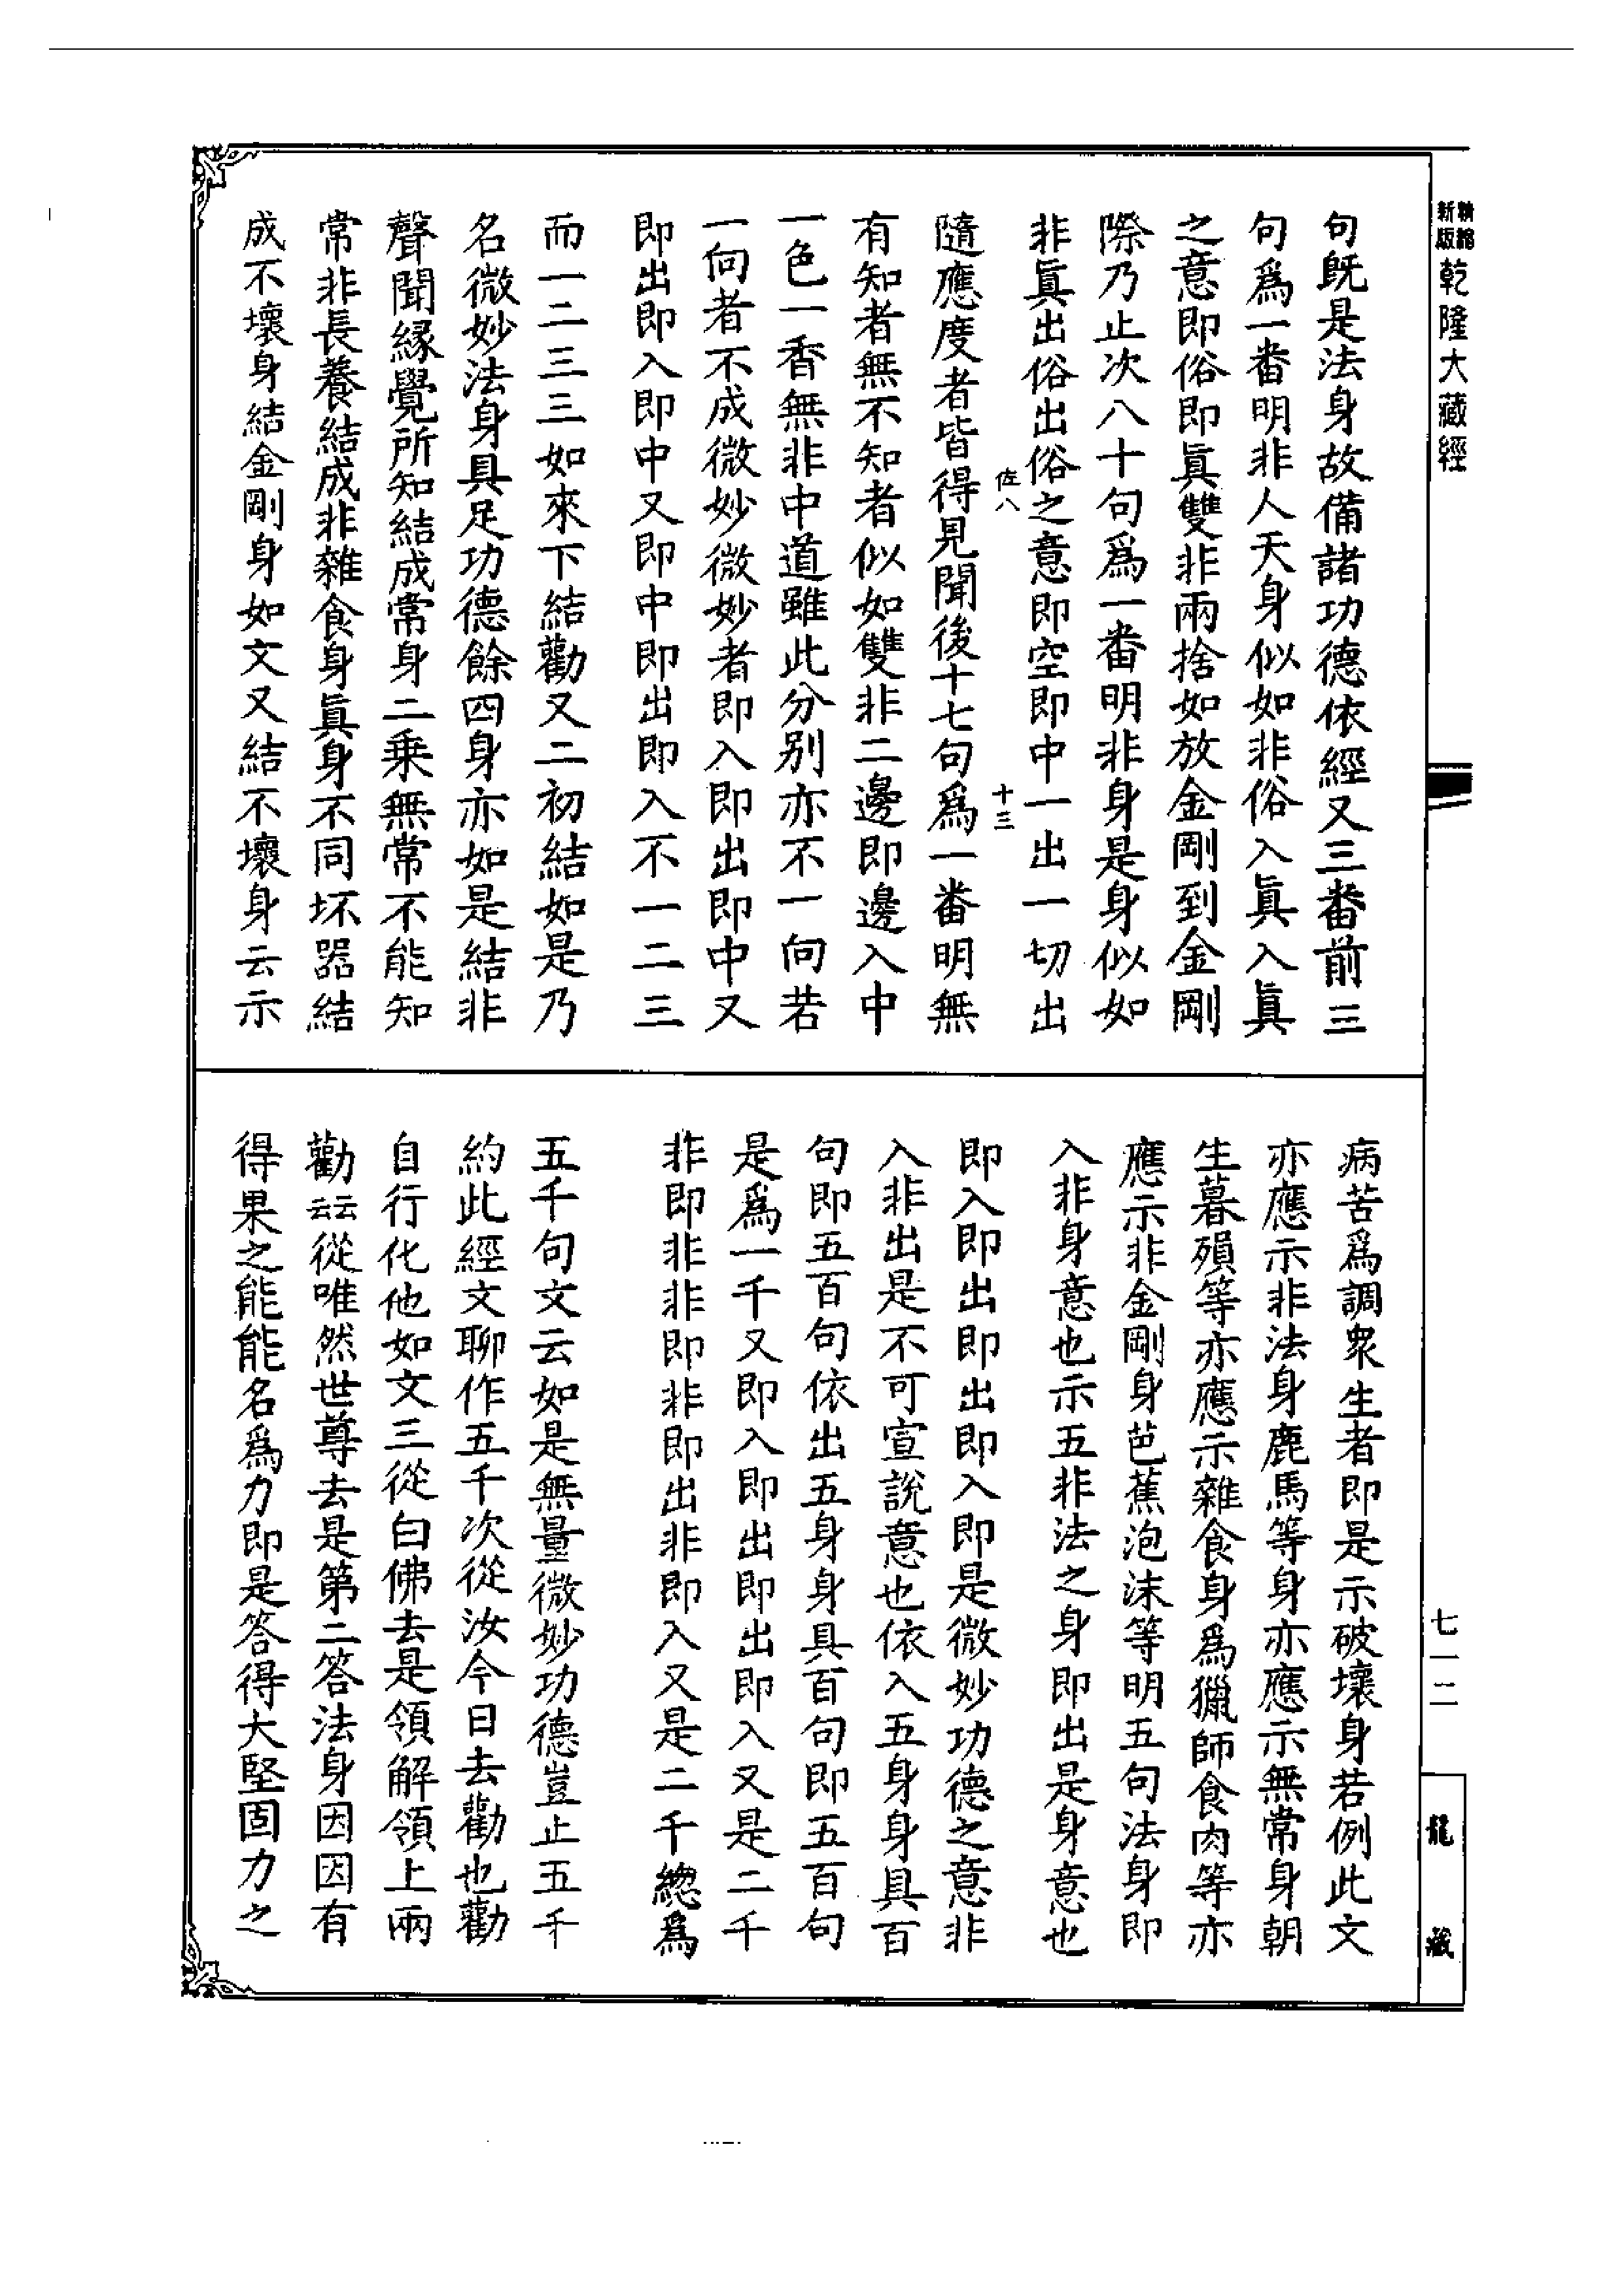 新版
精縮
乾隆大藏經
句旣是法身故備諸功德依經又三番前三
句爲一番明非人天身似如非俗入眞入眞
之意即俗即眞雙非兩捨如放金剛到金剛
際乃止次八十句爲一番明非身是身似如
非眞出俗出俗之意即空即中一出一切出
佐八
十三
隨應度者皆得見聞後十七句爲一番明無
有知者無不知者似如雙非二邊即邊入中
一色一香無非中道雖此分別亦不一向若
一向者不成微妙微妙者即入即出即中又
即出即入即中又即中即出即入不一二三
而一二三三如來下結勸又二初結如是乃
名微妙法身具足功德餘四身亦如是結非
聲聞緣覺所知結成常身二乘無常不能知
常非長養結成非雜食身眞身不同坏器結
成不壞身結金剛身如文又結不壞身云示
病苦爲調衆生者即是示破壞身若例此文
亦應示非法身鹿馬等身亦應示無常身朝
生暮殞等亦應示雜食身爲獵師食肉等亦
應示非金剛身芭蕉泡沫等明五句法身即
入非身意也示五非法之身即出是身意也
即入即出即出即入即是微妙功德之意非
入非出是不可宣說意也依入五身身具百
句即五百句依出五身身具百句即五百句
是爲一千又即入即出即出即入又是二千
非即非非即非即出非即入又是二千總爲
五千句文云如是無量微妙功德豈止五千
約此經文聊作五千次從汝今日去勸也勸
自行化他如文三從白佛去是領解領上兩
勸云云從唯然世尊去是第二答法身因因有
得果之能能名爲力即是答得大堅固力之
七一二
龍藏